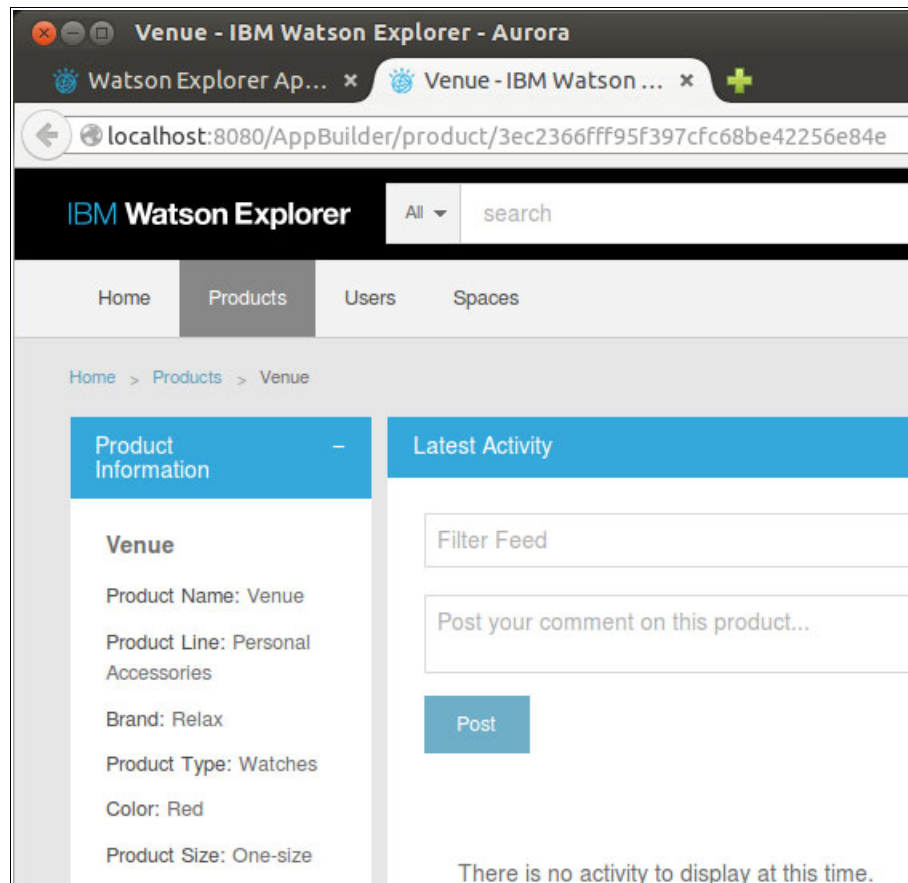 Venue - IBM Watson Explorer - Aurora
Watson Explorer Ap... × Venue - IBM Watson ... ×
localhost:8080/AppBuilder/product/3ec2366fff95f397cfc68be42256e84e
IBM Watson Explorer All search
Home Products Users Spaces
Home > Products > Venue
Product Information –
Latest Activity
Venue
Product Name: Venue
Product Line: Personal
Accessories
Brand: Relax
Product Type: Watches
Color: Red
Product Size: One-size
Filter Feed
Post your comment on this product...
Post
There is no activity to display at this time.